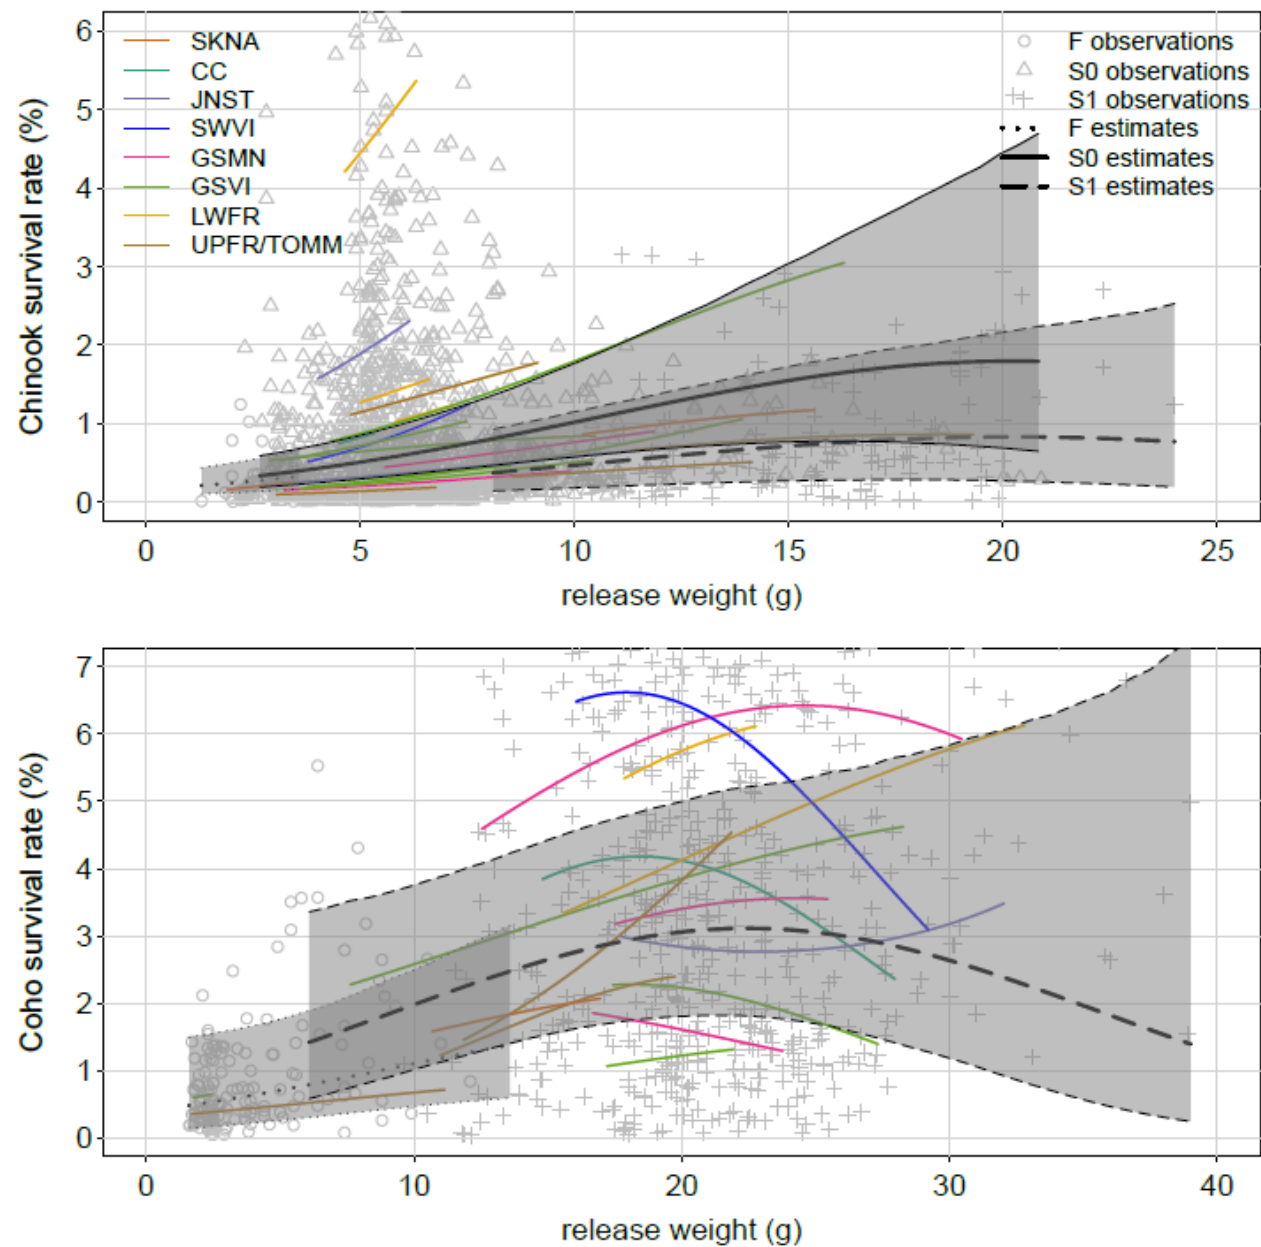 Chinook survival rate (%)
6
5
4
3
2
1
0
SKNA
CC
JNST
SWVI
GSMN
GSVI
LWFR
UPFR/TOMM
F observations
S0 observations
S1 observations
F estimates
S0 estimates
S1 estimates
0 5 10 15 20 25
release weight (g)
Coho survival rate (%)
7
6
5
4
3
2
1
0
0 10 20 30 40
release weight (g)